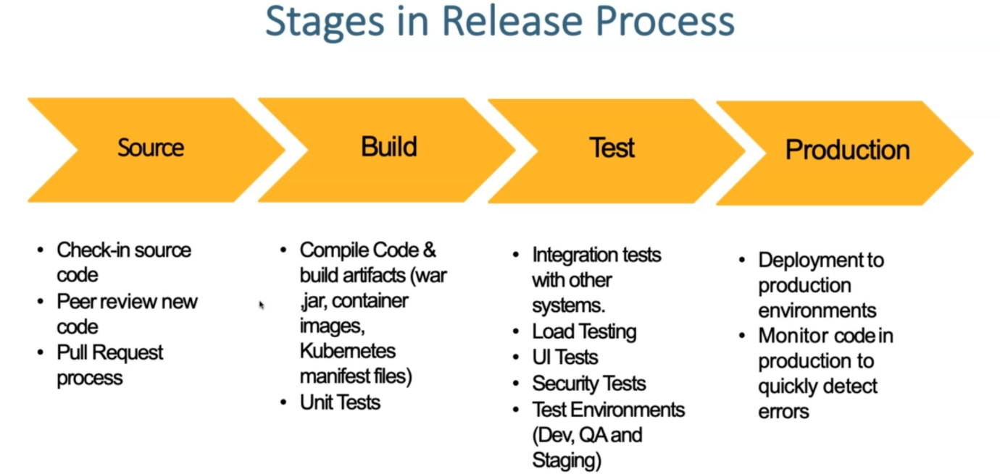 Stages in Release Process
Source
Build
Test
Production
• Check-in source
code
• Peer review new
code
• Pull Request
process
• Compile Code &
build artifacts (war
,jar, container
images,
Kubernetes
manifest files)
• Unit Tests
• Integration tests
with other
systems.
• Load Testing
• UI Tests
• Security Tests
• Test Environments
(Dev, QA and
Staging)
• Deployment to
production
environments
• Monitor code in
production to
quickly detect
errors